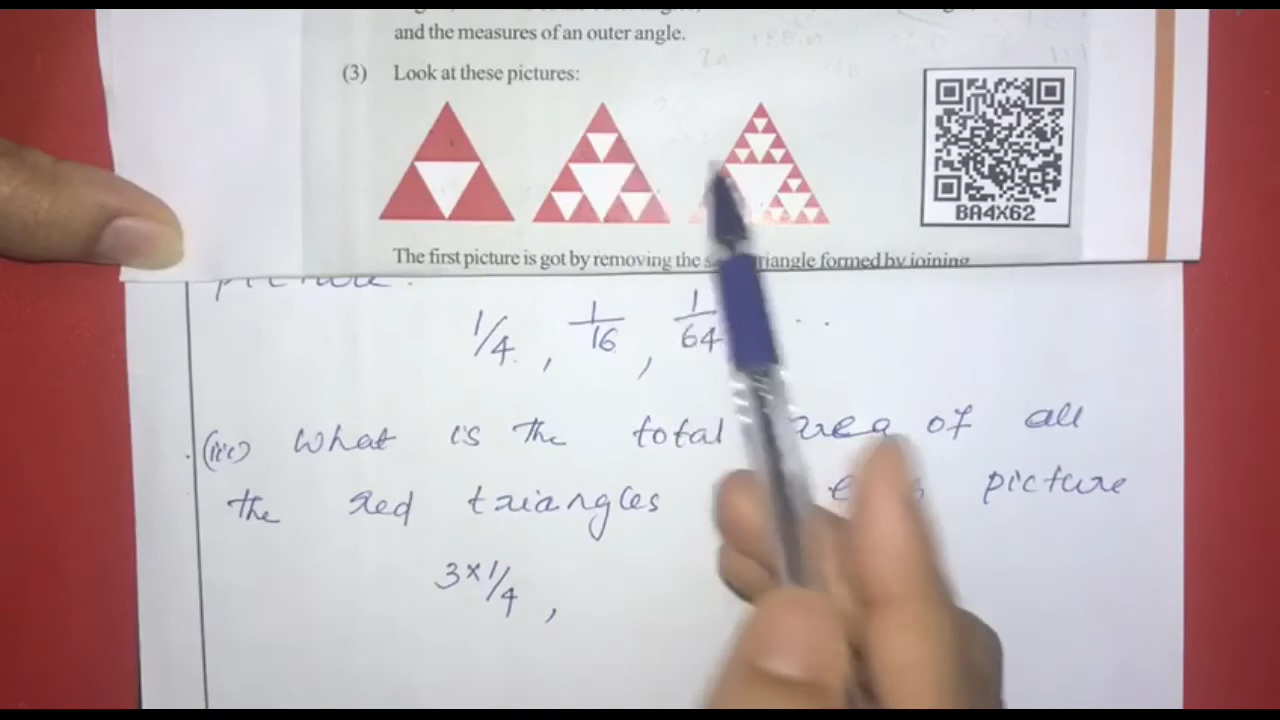 and the measures of an outer angle.
(3) Look at these pictures:
BA4X62
The first picture is got by removing the triangle formed by joining
picture.
1/4 , 1/16 , 1/64 ..
(iii) What is the total area of all
the red triangles picture
3×1/4 ,